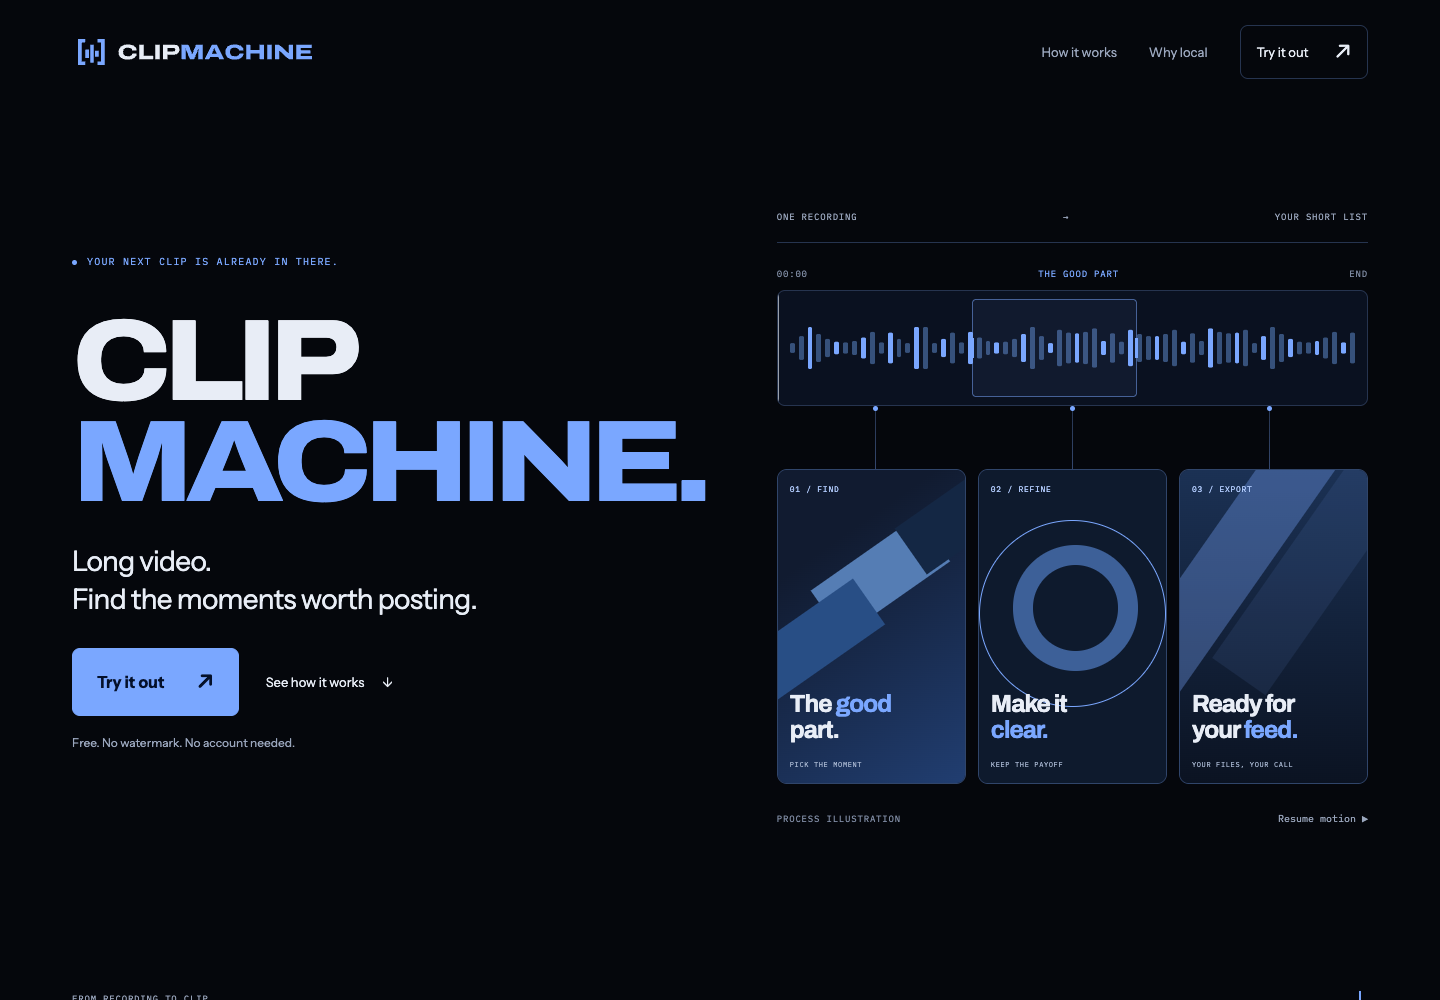 CLIPMACHINE
How it works
Why local
Try it out
YOUR NEXT CLIP IS ALREADY IN THERE.
CLIP
MACHINE.
Long video.
Find the moments worth posting.
Try it out
See how it works
Free. No watermark. No account needed.
ONE RECORDING → YOUR SHORT LIST
00:00 THE GOOD PART END
01 / FIND
The good
part.
PICK THE MOMENT
02 / REFINE
Make it
clear.
KEEP THE PAYOFF
03 / EXPORT
Ready for
your feed.
YOUR FILES, YOUR CALL
PROCESS ILLUSTRATION
Resume motion ▶
FROM RECORDING TO CLIP